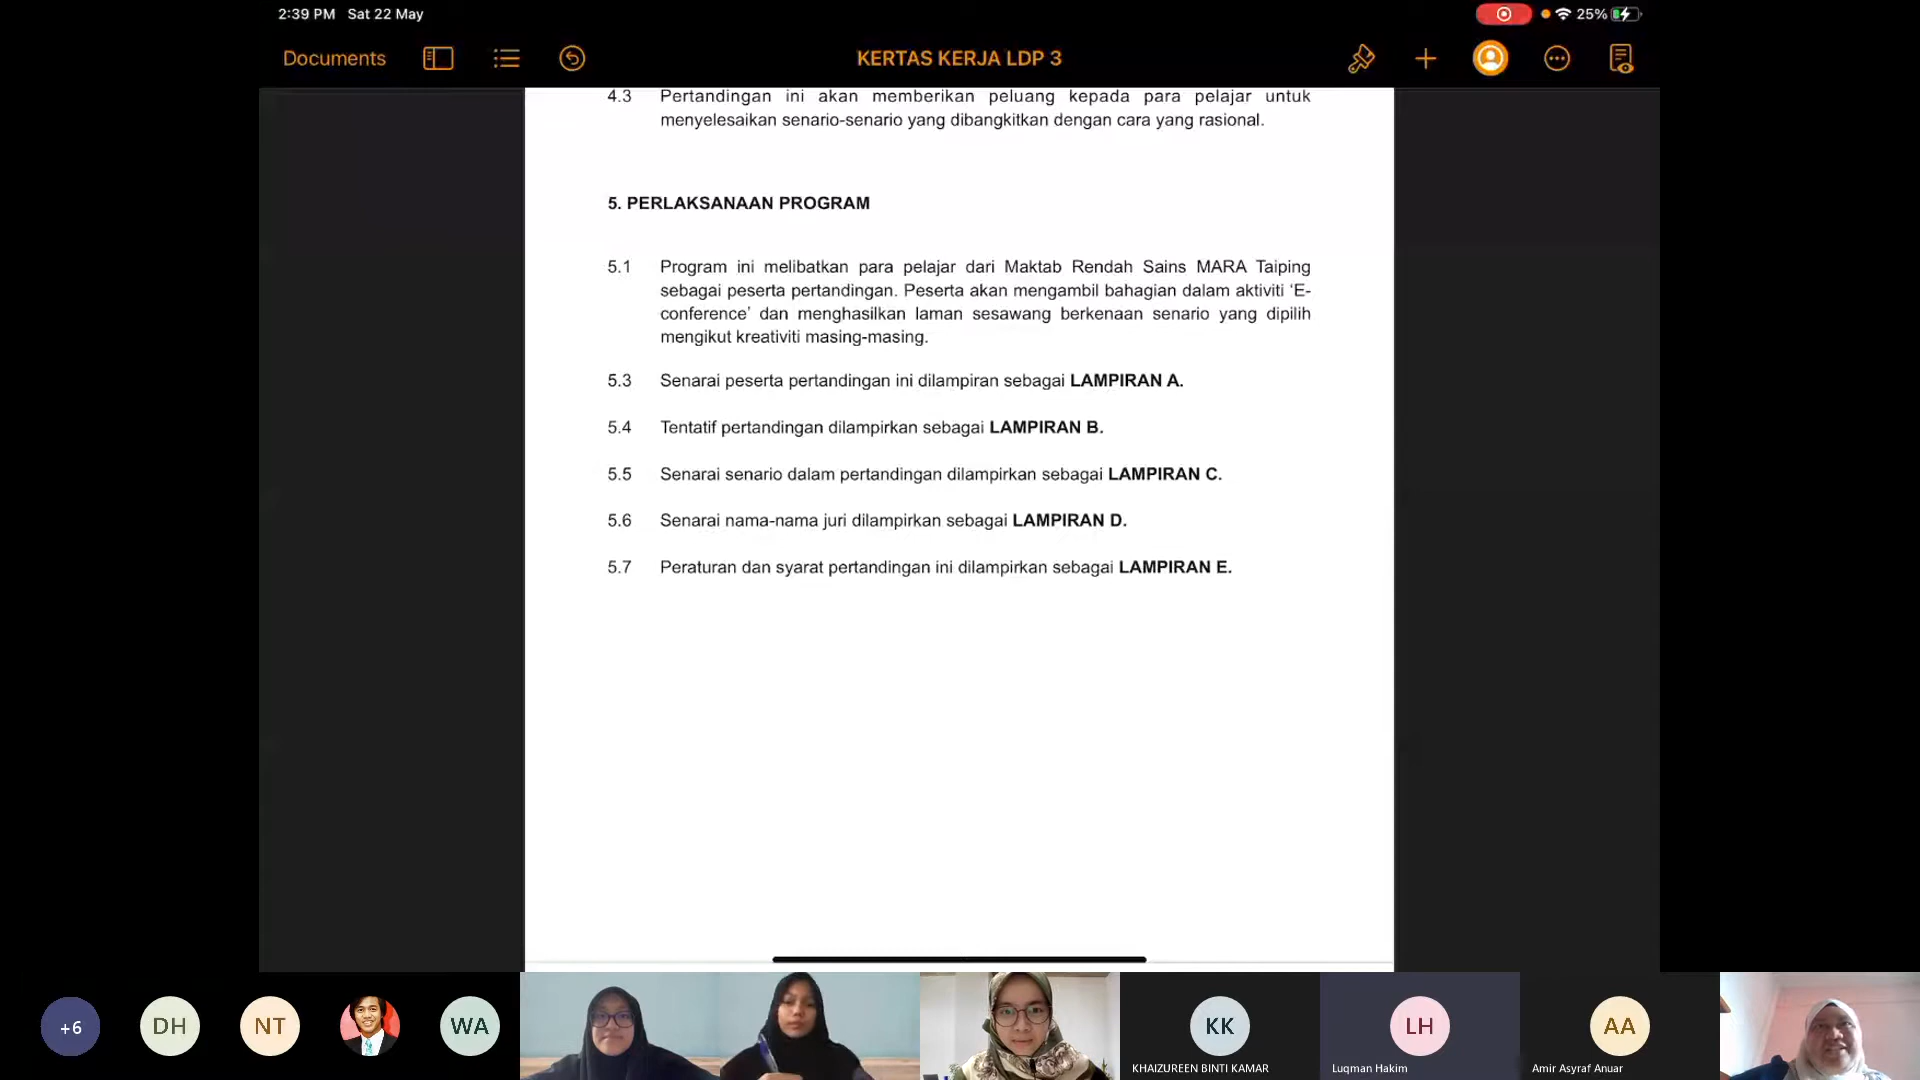 2:39 PM Sat 22 May
25%
Documents
KERTAS KERJA LDP 3
4.3 Pertandingan ini akan memberikan peluang kepada para pelajar untuk
menyelesaikan senario-senario yang dibangkitkan dengan cara yang rasional.
5. PERLAKSANAAN PROGRAM
5.1 Program ini melibatkan para pelajar dari Maktab Rendah Sains MARA Taiping
sebagai peserta pertandingan. Peserta akan mengambil bahagian dalam aktiviti ‘E-
conference’ dan menghasilkan laman sesawang berkenaan senario yang dipilih
mengikut kreativiti masing-masing.
5.3 Senarai peserta pertandingan ini dilampiran sebagai LAMPIRAN A.
5.4 Tentatif pertandingan dilampirkan sebagai LAMPIRAN B.
5.5 Senarai senario dalam pertandingan dilampirkan sebagai LAMPIRAN C.
5.6 Senarai nama-nama juri dilampirkan sebagai LAMPIRAN D.
5.7 Peraturan dan syarat pertandingan ini dilampirkan sebagai LAMPIRAN E.
+6
DH
NT
WA
KK
KHAIZUREEN BINTI KAMAR
LH
Luqman Hakim
AA
Amir Asyraf Anuar